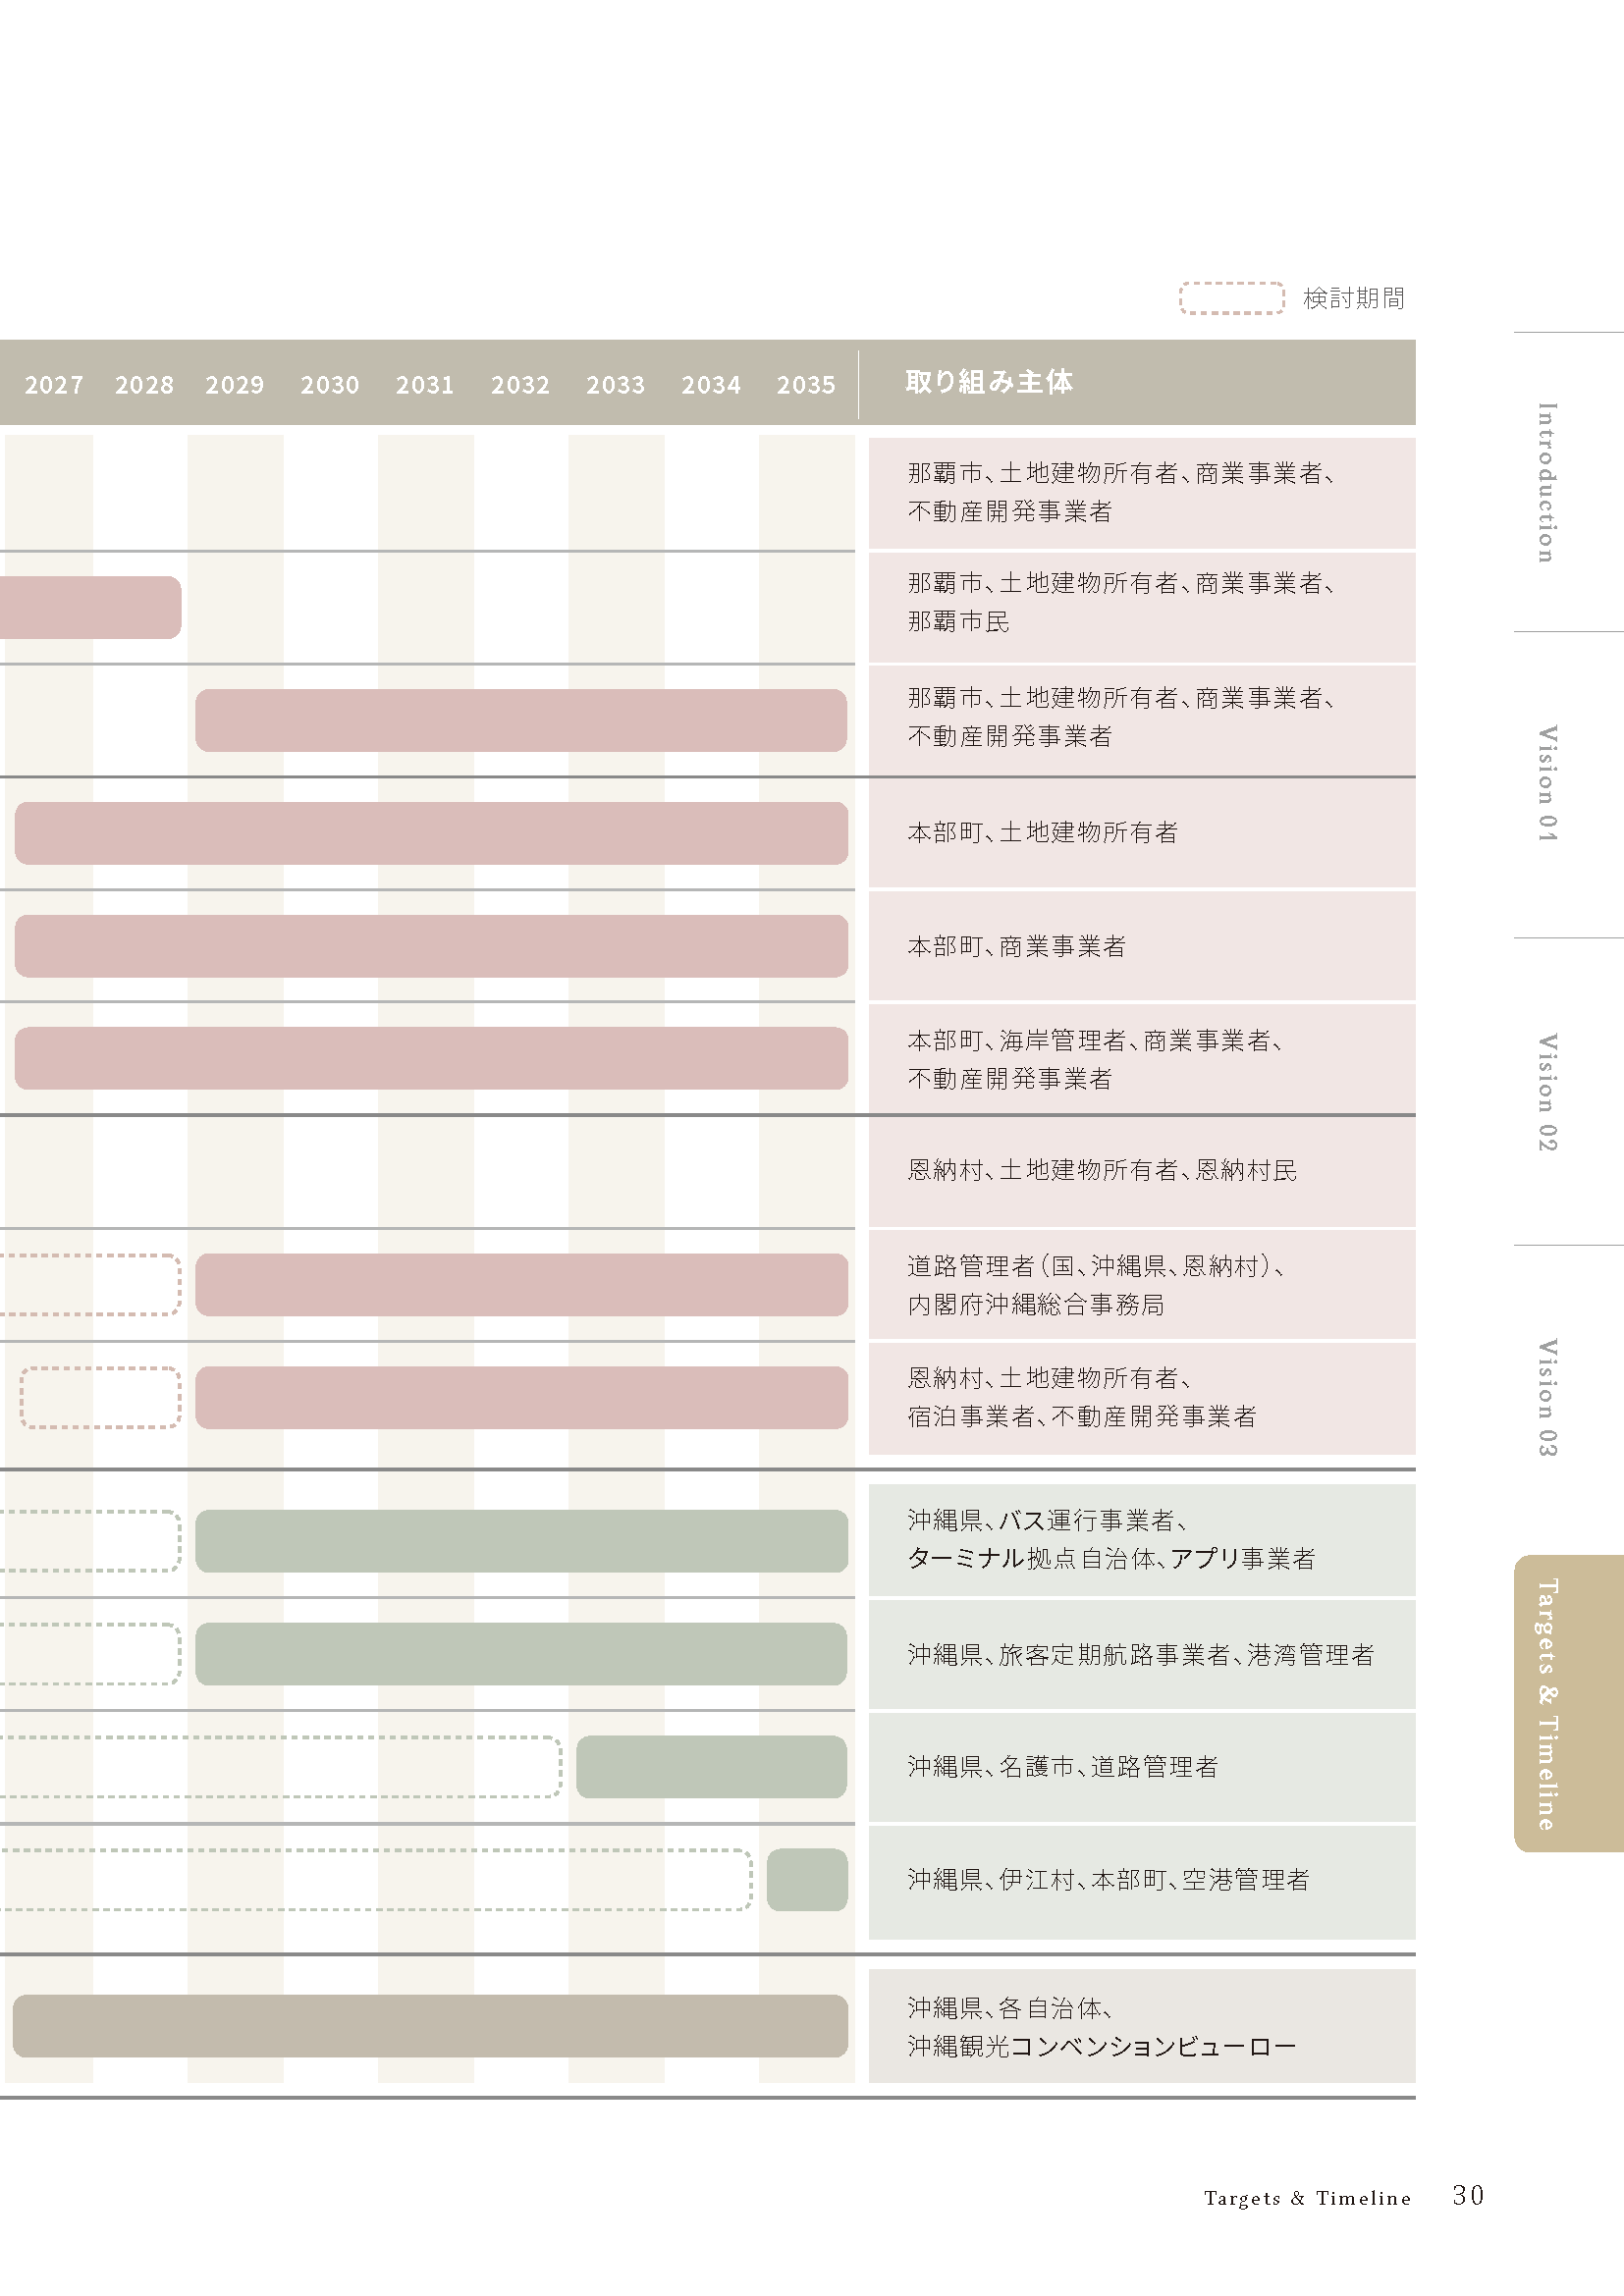 検討期間
2027 2028 2029 2030 2031 2032 2033 2034 2035 取り組み主体
那覇市、土地建物所有者、商業事業者、
不動産開発事業者
那覇市、土地建物所有者、商業事業者、
那覇市民
那覇市、土地建物所有者、商業事業者、
不動産開発事業者
本部町、土地建物所有者
本部町、商業事業者
本部町、海岸管理者、商業事業者、
不動産開発事業者
恩納村、土地建物所有者、恩納村民
道路管理者（国、沖縄県、恩納村）、
内閣府沖縄総合事務局
恩納村、土地建物所有者、
宿泊事業者、不動産開発事業者
沖縄県、バス運行事業者、
ターミナル拠点自治体、アプリ事業者
沖縄県、旅客定期航路事業者、港湾管理者
沖縄県、名護市、道路管理者
沖縄県、伊江村、本部町、空港管理者
沖縄県、各自治体、
沖縄観光コンベンションビューロー
Introduction
Vision 01
Vision 02
Vision 03
Targets & Timeline
Targets & Timeline 30